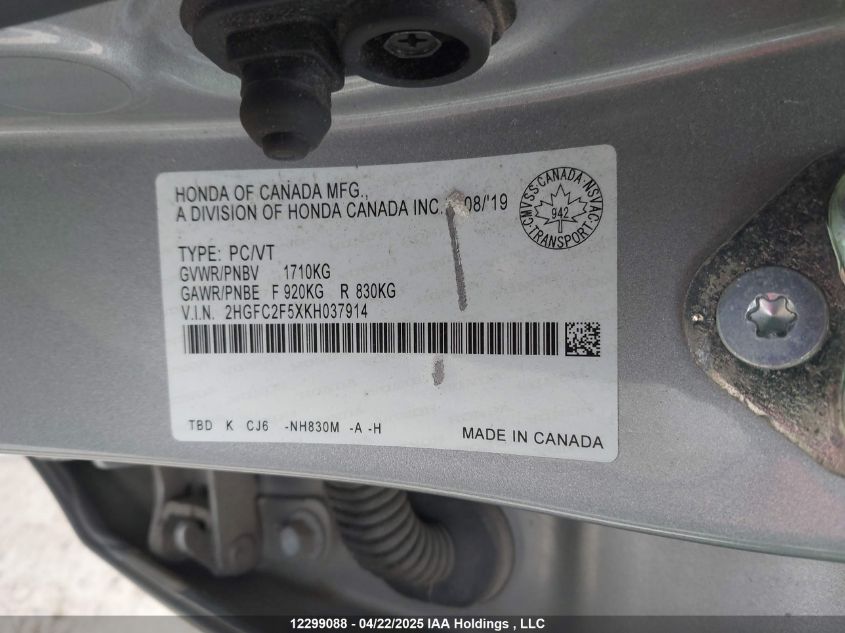 HONDA OF CANADA MFG.,
A DIVISION OF HONDA CANADA INC. 08/'19
CMVSS CANADA NSVAC
942
TRANSPORT
TYPE: PC/VT
GVWR/PNBV 1710KG
GAWR/PNBE F 920KG R 830KG
V.I.N. 2HGFC2F5XKH037914
TBD K CJ6 -NH830M -A -H
MADE IN CANADA
12299088 - 04/22/2025 IAA Holdings , LLC